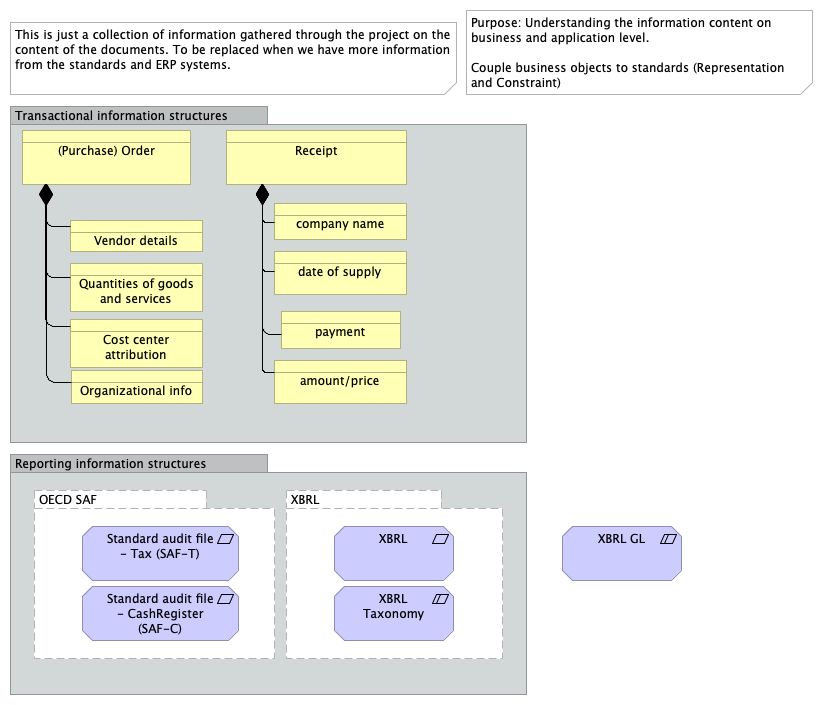 This is just a collection of information gathered through the project on the
content of the documents. To be replaced when we have more information
from the standards and ERP systems.
Purpose: Understanding the information content on
business and application level.
Couple business objects to standards (Representation
and Constraint)
Transactional information structures
(Purchase) Order
Vendor details
Quantities of goods
and services
Cost center
attribution
Organizational info
Receipt
company name
date of supply
payment
amount/price
Reporting information structures
OECD SAF
Standard audit file
- Tax (SAF-T)
Standard audit file
- CashRegister
(SAF-C)
XBRL
XBRL
XBRL
Taxonomy
XBRL GL